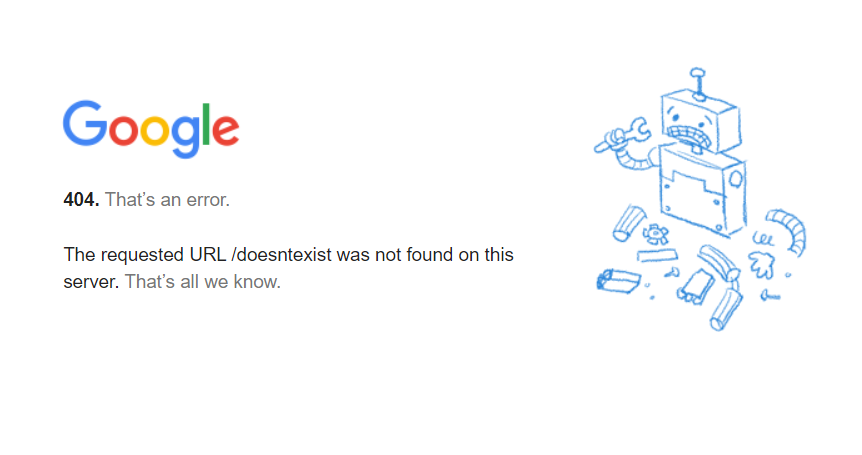 Google
404. That’s an error.
The requested URL /doesntexist was not found on this
server. That’s all we know.